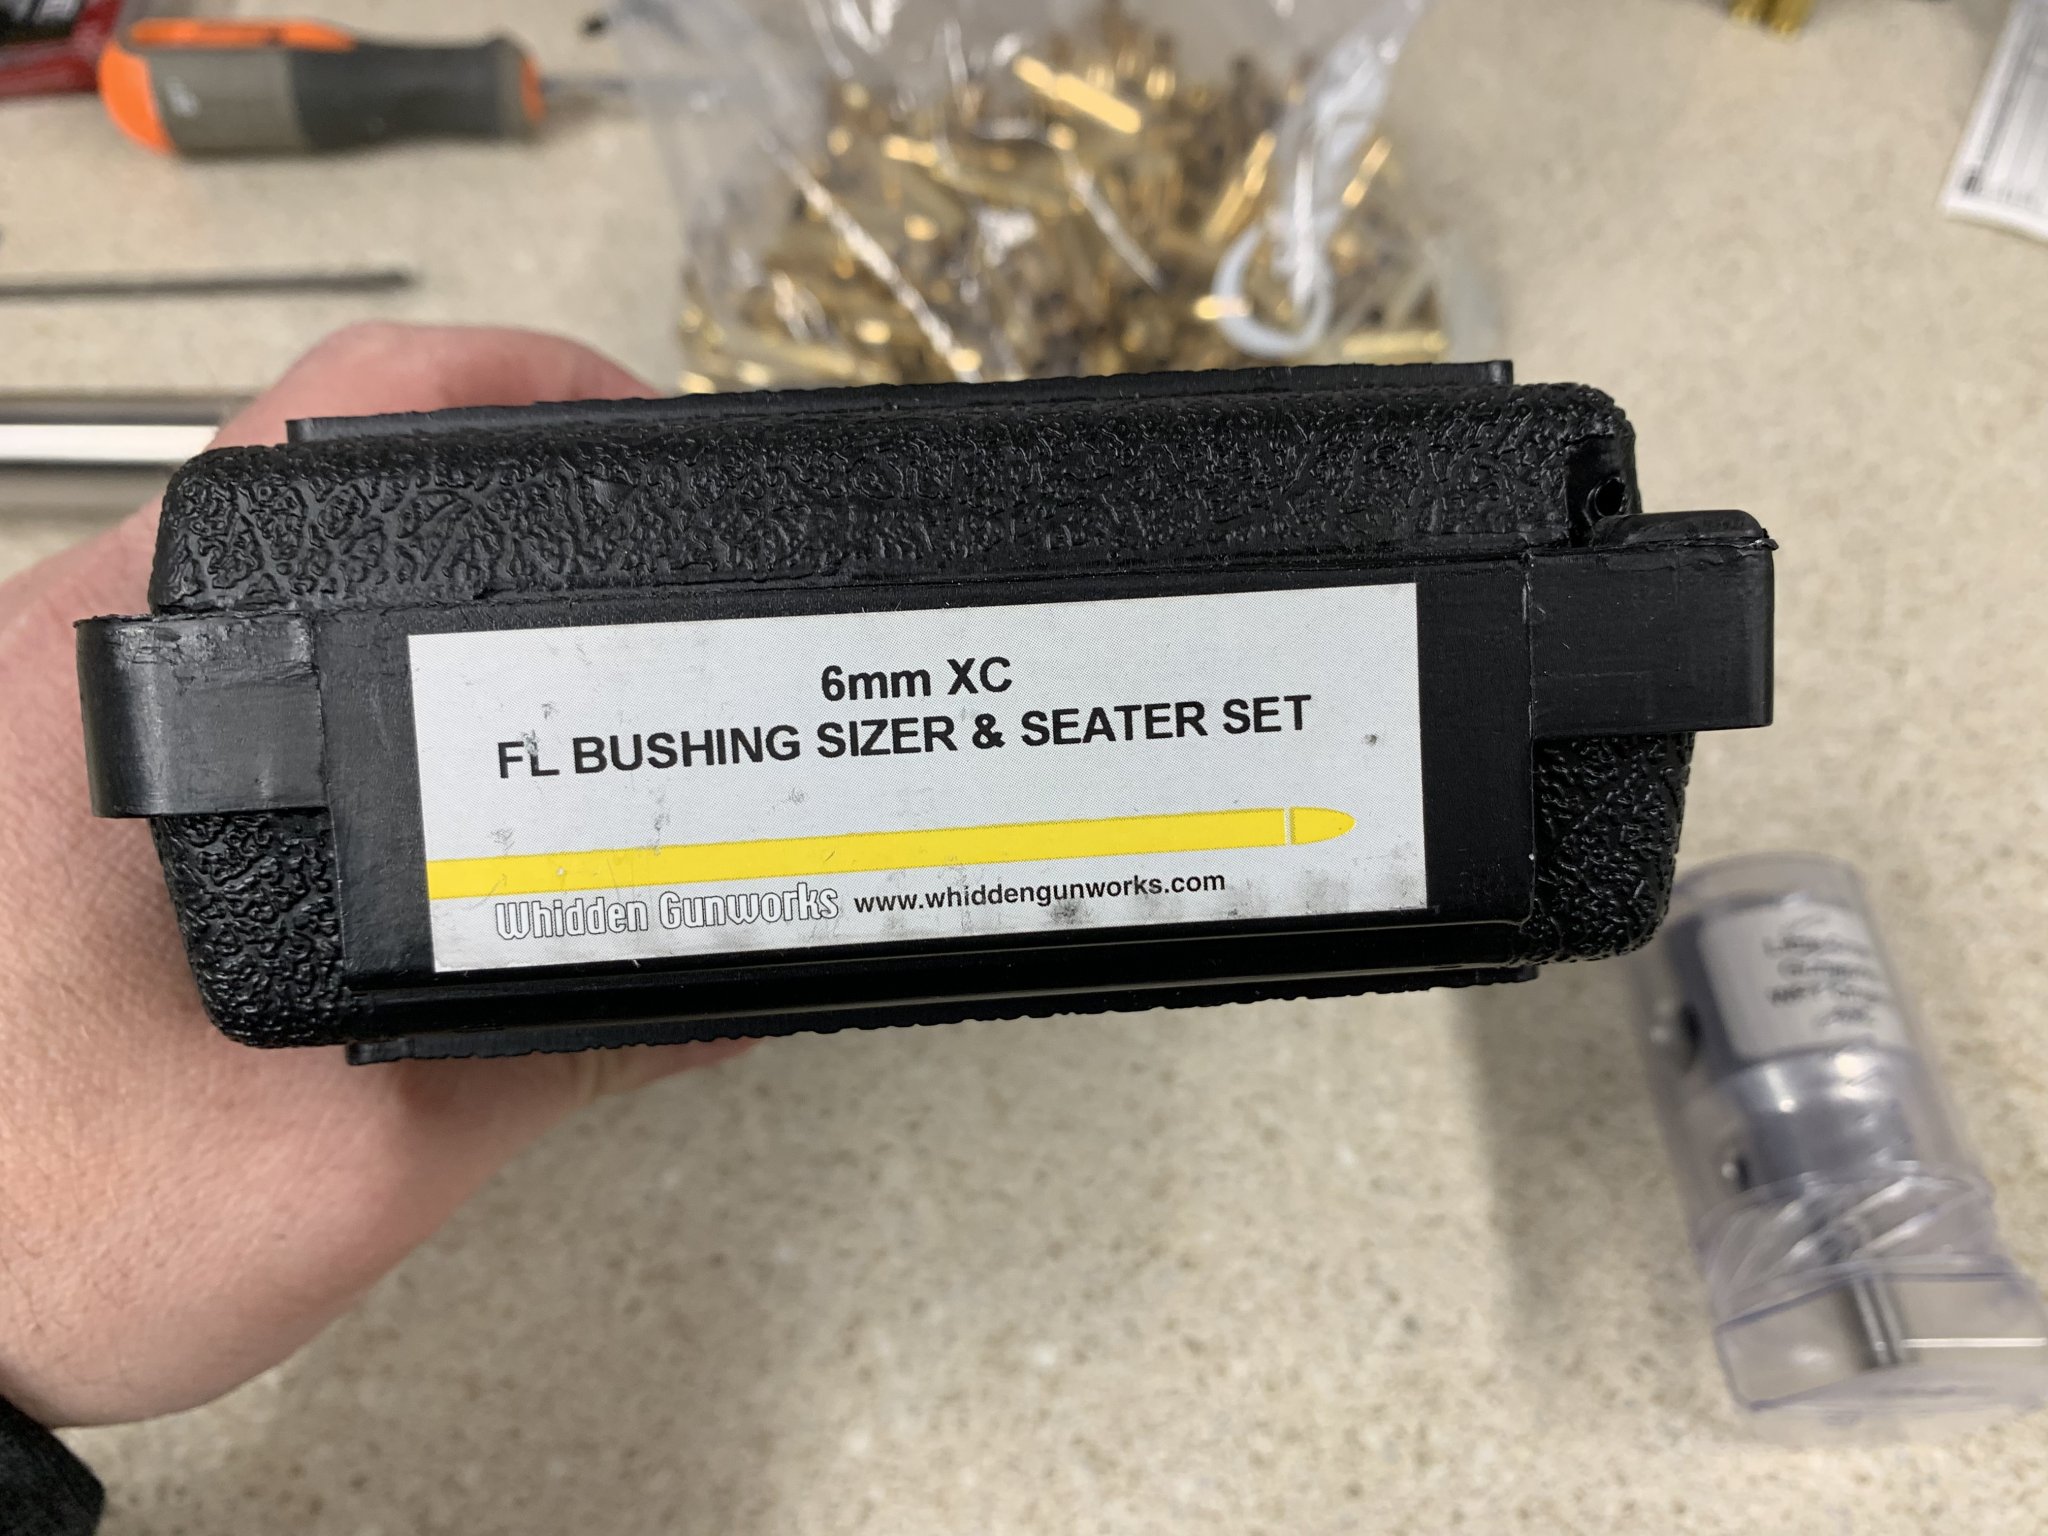 6mm XC
FL BUSHING SIZER & SEATER SET
Whidden Gunworks www.whiddengunworks.com